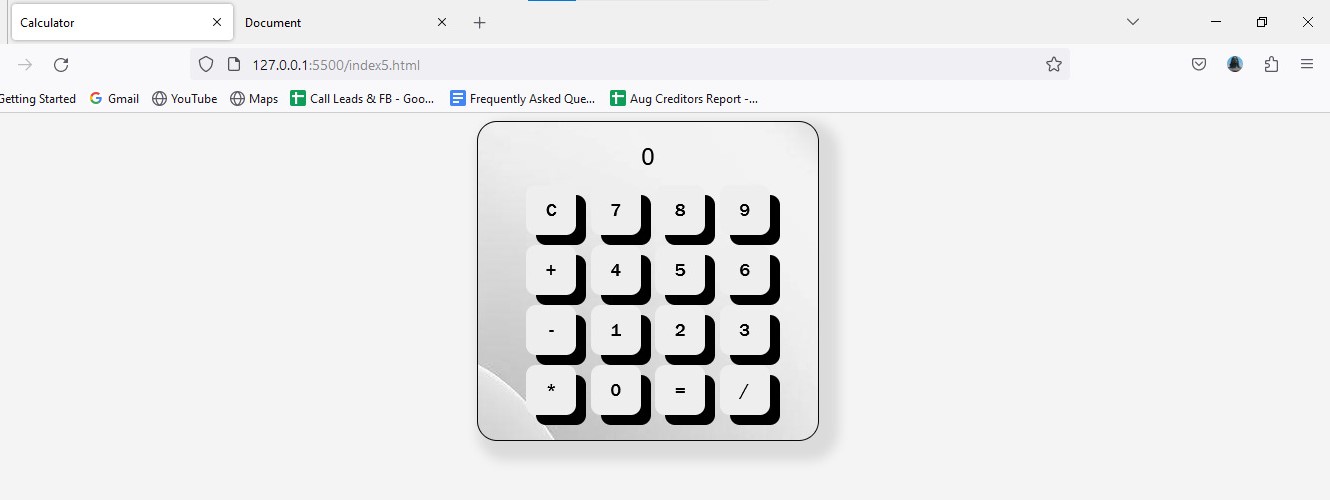 Calculator Document
127.0.0.1:5500/index5.html
Getting Started Gmail YouTube Maps Call Leads & FB - Goo... Frequently Asked Que... Aug Creditors Report -...
0
C 7 8 9
+ 4 5 6
- 1 2 3
* 0 = /